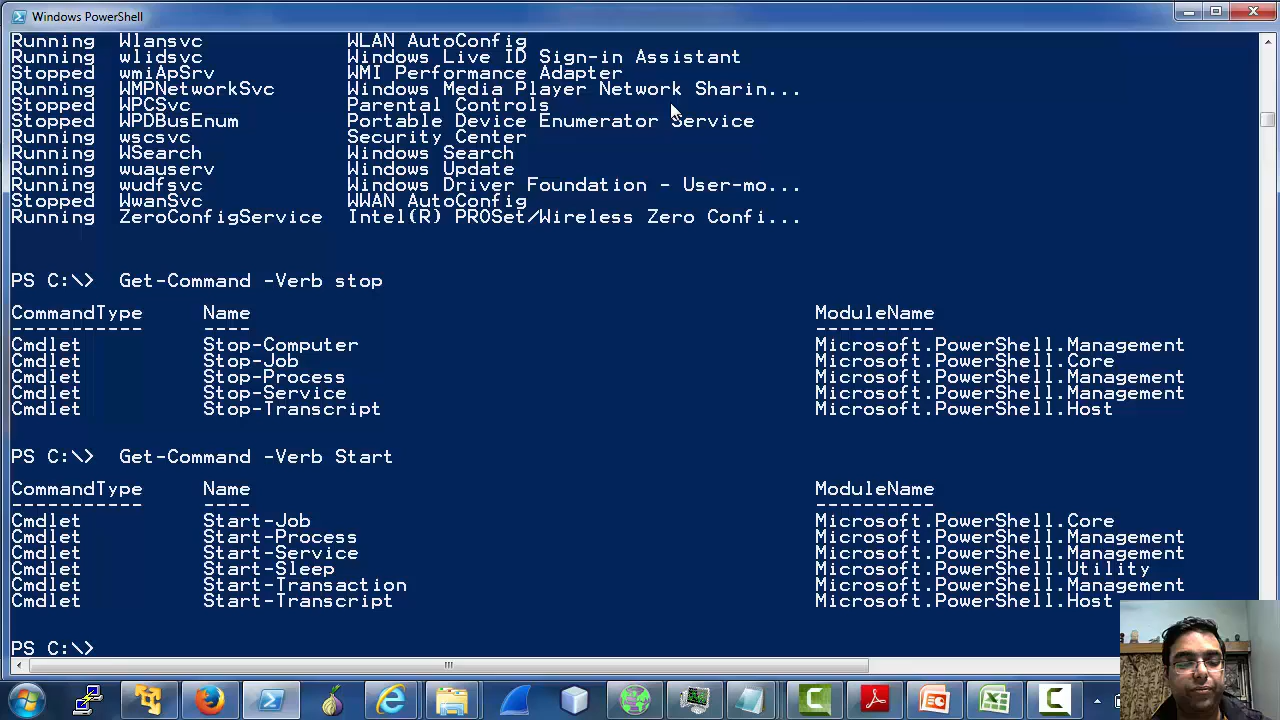 Windows PowerShell
Running Wlansvc WLAN AutoConfig
Running wlidsvc Windows Live ID Sign-in Assistant
Stopped wmiApSrv WMI Performance Adapter
Running WMPNetworkSvc Windows Media Player Network Sharin...
Stopped WPCSvc Parental Controls
Stopped WPDBusEnum Portable Device Enumerator Service
Running wscsvc Security Center
Running WSearch Windows Search
Running wuauserv Windows Update
Running wudfsvc Windows Driver Foundation - User-mo...
Stopped WwanSvc WWAN AutoConfig
Running ZeroConfigService Intel(R) PROSet/Wireless Zero Confi...
PS C:\> Get-Command -Verb stop
CommandType Name ModuleName
----------- ---- ----------
Cmdlet Stop-Computer Microsoft.PowerShell.Management
Cmdlet Stop-Job Microsoft.PowerShell.Core
Cmdlet Stop-Process Microsoft.PowerShell.Management
Cmdlet Stop-Service Microsoft.PowerShell.Management
Cmdlet Stop-Transcript Microsoft.PowerShell.Host
PS C:\> Get-Command -Verb Start
CommandType Name ModuleName
----------- ---- ----------
Cmdlet Start-Job Microsoft.PowerShell.Core
Cmdlet Start-Process Microsoft.PowerShell.Management
Cmdlet Start-Service Microsoft.PowerShell.Management
Cmdlet Start-Sleep Microsoft.PowerShell.Utility
Cmdlet Start-Transaction Microsoft.PowerShell.Management
Cmdlet Start-Transcript Microsoft.PowerShell.Host
PS C:\>